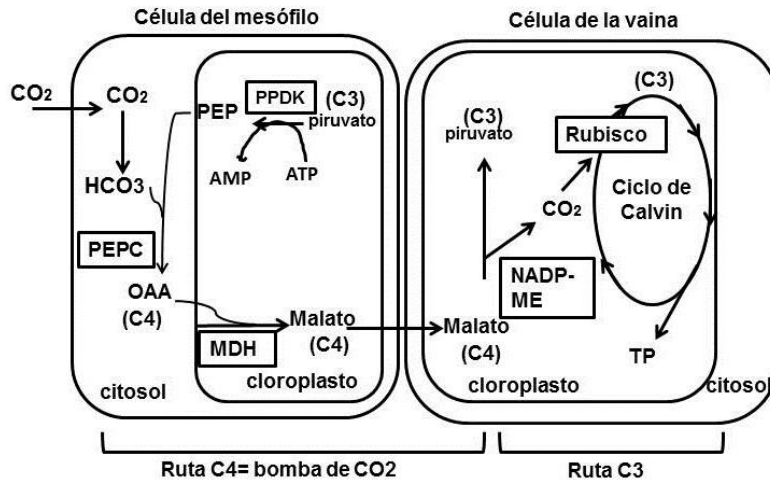 Célula del mesófilo
Célula de la vaina
CO2
CO2
HCO3
PEPC
OAA
(C4)
citosol
PEP
PPDK
(C3)
piruvato
AMP
ATP
MDH
Malato
(C4)
cloroplasto
(C3)
piruvato
CO2
Rubisco
(C3)
Ciclo de
Calvin
NADP-
ME
Malato
(C4)
TP
cloroplasto
citosol
Ruta C4= bomba de CO2
Ruta C3